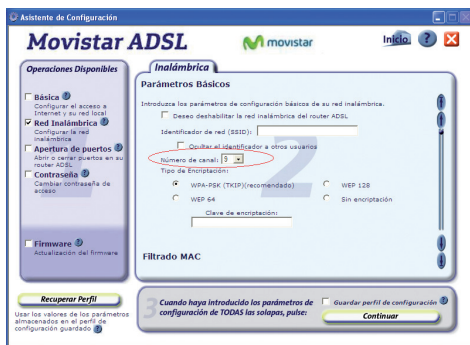 Asistente de Configuración
Movistar ADSL
movistar
Inicio
?
X
Operaciones Disponibles
Básica
Configurar el acceso a
Internet y su red local
Red Inalámbrica
Configurar la red
inalámbrica
Apertura de puertos
Abrir o cerrar puertos en su
router ADSL
Contraseña
Cambiar contraseña de
acceso
Firmware
Actualización del firmware
Inalámbrica
Parámetros Básicos
Introduzca los parámetros de configuración básicos de su red inalámbrica.
Deseo deshabilitar la red inalámbrica del router ADSL
Identificador de red (SSID):
Ocultar el identificador a otros usuarios
Número de canal: 9
Tipo de Encriptación:
WPA-PSK (TKIP)(recomendado)
WEP 128
WEP 64
Sin encriptación
Clave de encriptación:
Filtrado MAC
Recuperar Perfil
Usar los valores de los parámetros
almacenados en el perfil de
configuración guardado
3 Cuando haya introducido los parámetros de
configuración de TODAS las solapas, pulse:
Guardar perfil de configuración
Continuar